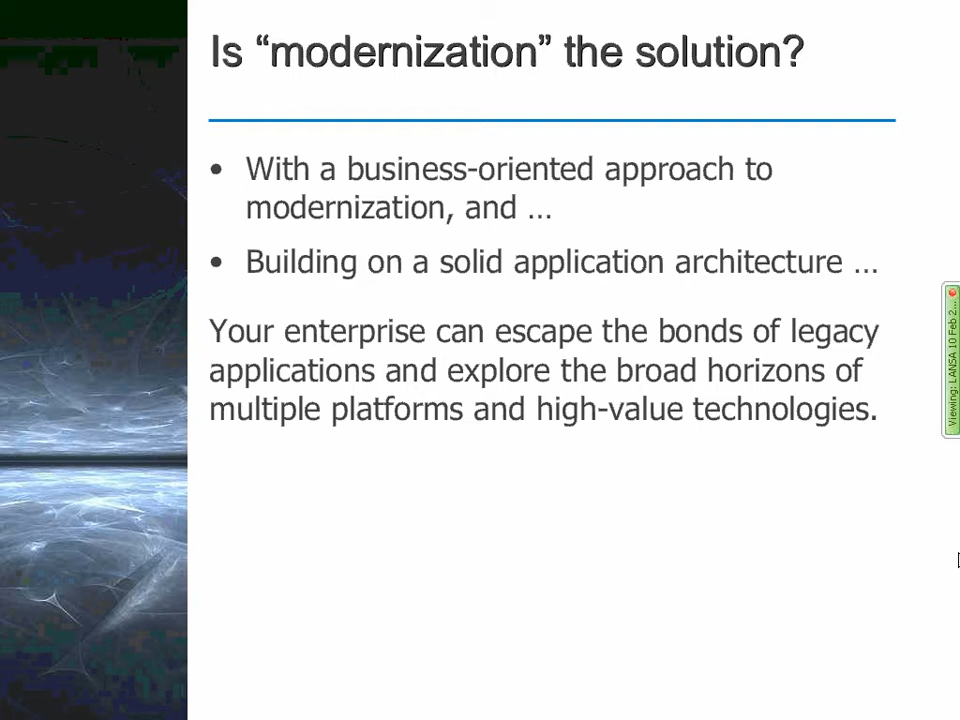 Is “modernization” the solution?
• With a business-oriented approach to
modernization, and …
• Building on a solid application architecture …
Your enterprise can escape the bonds of legacy
applications and explore the broad horizons of
multiple platforms and high-value technologies.
Viewing: LANSA 10 Feb 2...